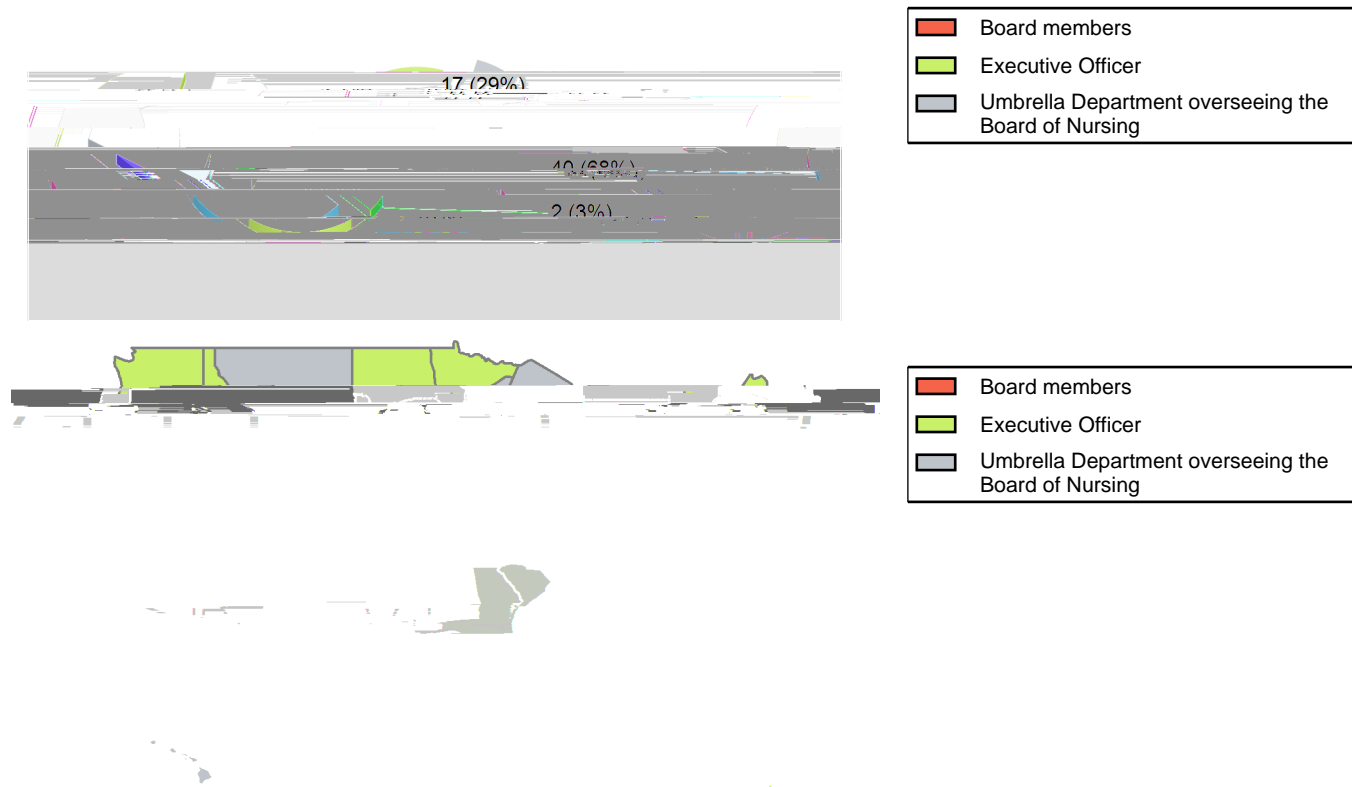 17 (29%)
40 (68%)
2 (3%)
Board members
Executive Officer
Umbrella Department overseeing the
Board of Nursing
Board members
Executive Officer
Umbrella Department overseeing the
Board of Nursing